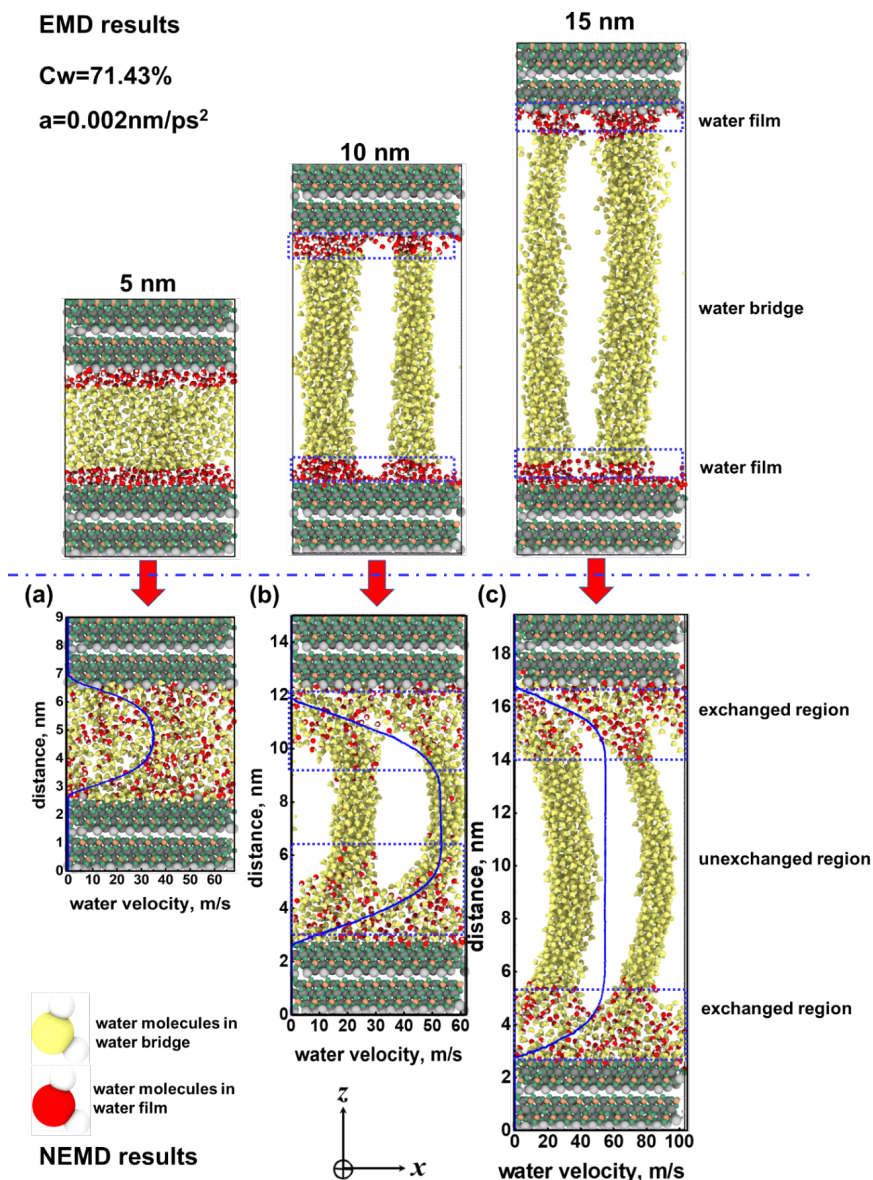 EMD results
Cw=71.43%
a=0.002nm/ps²
5 nm
10 nm
15 nm
water film
water bridge
water film
(a)
9
8
7
6
5
4
3
2
1
0
distance, nm
0 10 20 30 40 50 60
water velocity, m/s
(b)
14
12
10
8
6
4
2
0
distance, nm
0 10 20 30 40 50 60
water velocity, m/s
(c)
18
16
14
12
10
8
6
4
2
0
distance, nm
0 20 40 60 80 100
water velocity, m/s
exchanged region
unexchanged region
exchanged region
water molecules in
water bridge
water molecules in
water film
NEMD results
z
x